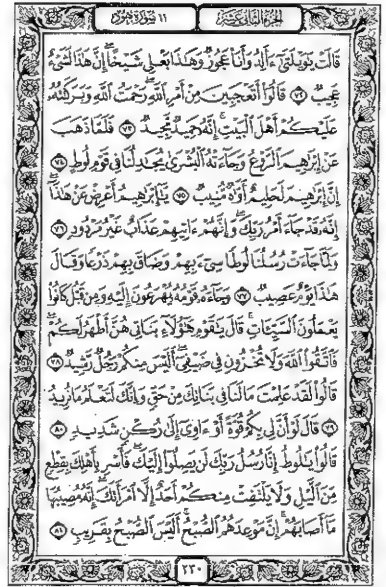 الجزء الثاني عشر
١١ سورة هود
قَالَتْ يَٰوَيْلَتَىٰٓ ءَأَلِدُ وَأَنَا۠ عَجُوزٌ وَهَٰذَا بَعْلِى شَيْخًا إِنَّ هَٰذَا لَشَىْءٌ
عَجِيبٌ ٧٢ قَالُوٓا۟ أَتَعْجَبِينَ مِنْ أَمْرِ ٱللَّهِ رَحْمَتُ ٱللَّهِ وَبَرَكَٰتُهُۥ
عَلَيْكُمْ أَهْلَ ٱلْبَيْتِ إِنَّهُۥ حَمِيدٌ مَّجِيدٌ ٧٣ فَلَمَّا ذَهَبَ
عَنْ إِبْرَٰهِيمَ ٱلرَّوْعُ وَجَآءَتْهُ ٱلْبُشْرَىٰ يُجَٰدِلُنَا فِى قَوْمِ لُوطٍ ٧٤
إِنَّ إِبْرَٰهِيمَ لَحَلِيمٌ أَوَّٰهٌ مُّنِيبٌ ٧٥ يَٰٓإِبْرَٰهِيمُ أَعْرِضْ عَنْ هَٰذَآ
إِنَّهُۥ قَدْ جَآءَ أَمْرُ رَبِّكَ وَإِنَّهُمْ ءَاتِيهِمْ عَذَابٌ غَيْرُ مَرْدُودٍ ٧٦
وَلَمَّا جَآءَتْ رُسُلُنَا لُوطًا سِىٓءَ بِهِمْ وَضَاقَ بِهِمْ ذَرْعًا وَقَالَ
هَٰذَا يَوْمٌ عَصِيبٌ ٧٧ وَجَآءَهُۥ قَوْمُهُۥ يُهْرَعُونَ إِلَيْهِ وَمِن قَبْلُ كَانُوا۟
يَعْمَلُونَ ٱلسَّيِّـَٔاتِ قَالَ يَٰقَوْمِ هَٰٓؤُلَآءِ بَنَاتِى هُنَّ أَطْهَرُ لَكُمْ
فَٱتَّقُوا۟ ٱللَّهَ وَلَا تُخْزُونِ فِى ضَيْفِىٓ أَلَيْسَ مِنكُمْ رَجُلٌ رَّشِيدٌ ٧٨
قَالُوا۟ لَقَدْ عَلِمْتَ مَا لَنَا فِى بَنَاتِكَ مِنْ حَقٍّ وَإِنَّكَ لَتَعْلَمُ مَا نُرِيدُ
٧٩ قَالَ لَوْ أَنَّ لِى بِكُمْ قُوَّةً أَوْ ءَاوِىٓ إِلَىٰ رُكْنٍ شَدِيدٍ ٨٠
قَالُوا۟ يَٰلُوطُ إِنَّا رُسُلُ رَبِّكَ لَن يَصِلُوٓا۟ إِلَيْكَ فَأَسْرِ بِأَهْلِكَ بِقِطْعٍ
مِّنَ ٱلَّيْلِ وَلَا يَلْتَفِتْ مِنكُمْ أَحَدٌ إِلَّا ٱمْرَأَتَكَ إِنَّهُۥ مُصِيبُهَا
مَآ أَصَابَهُمْ إِنَّ مَوْعِدَهُمُ ٱلصُّبْحُ أَلَيْسَ ٱلصُّبْحُ بِقَرِيبٍ ٨١
٢٣٠